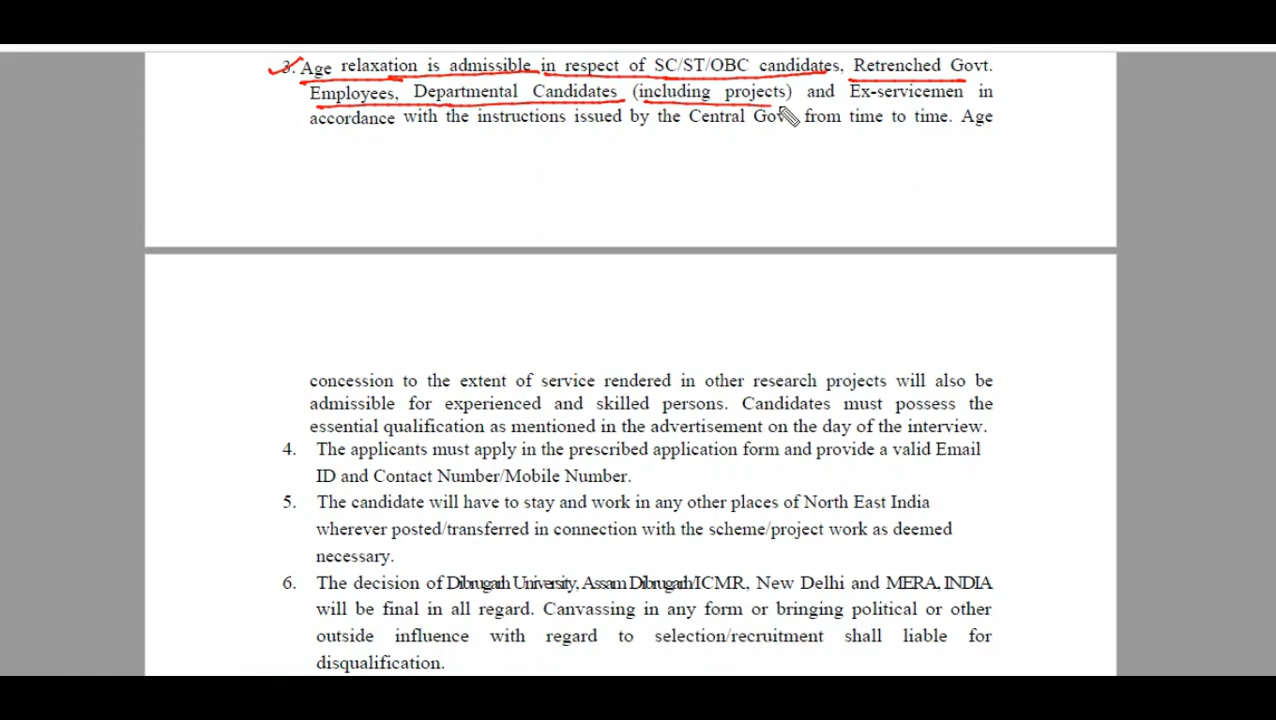 3. Age relaxation is admissible in respect of SC/ST/OBC candidates, Retrenched Govt.
Employees, Departmental Candidates (including projects) and Ex-servicemen in
accordance with the instructions issued by the Central Gov from time to time. Age
concession to the extent of service rendered in other research projects will also be
admissible for experienced and skilled persons. Candidates must possess the
essential qualification as mentioned in the advertisement on the day of the interview.
4. The applicants must apply in the prescribed application form and provide a valid Email
ID and Contact Number/Mobile Number.
5. The candidate will have to stay and work in any other places of North East India
wherever posted/transferred in connection with the scheme/project work as deemed
necessary.
6. The decision of Dibrugarh University, Assam Dibrugarh/ICMR, New Delhi and MERA, INDIA
will be final in all regard. Canvassing in any form or bringing political or other
outside influence with regard to selection/recruitment shall liable for
disqualification.